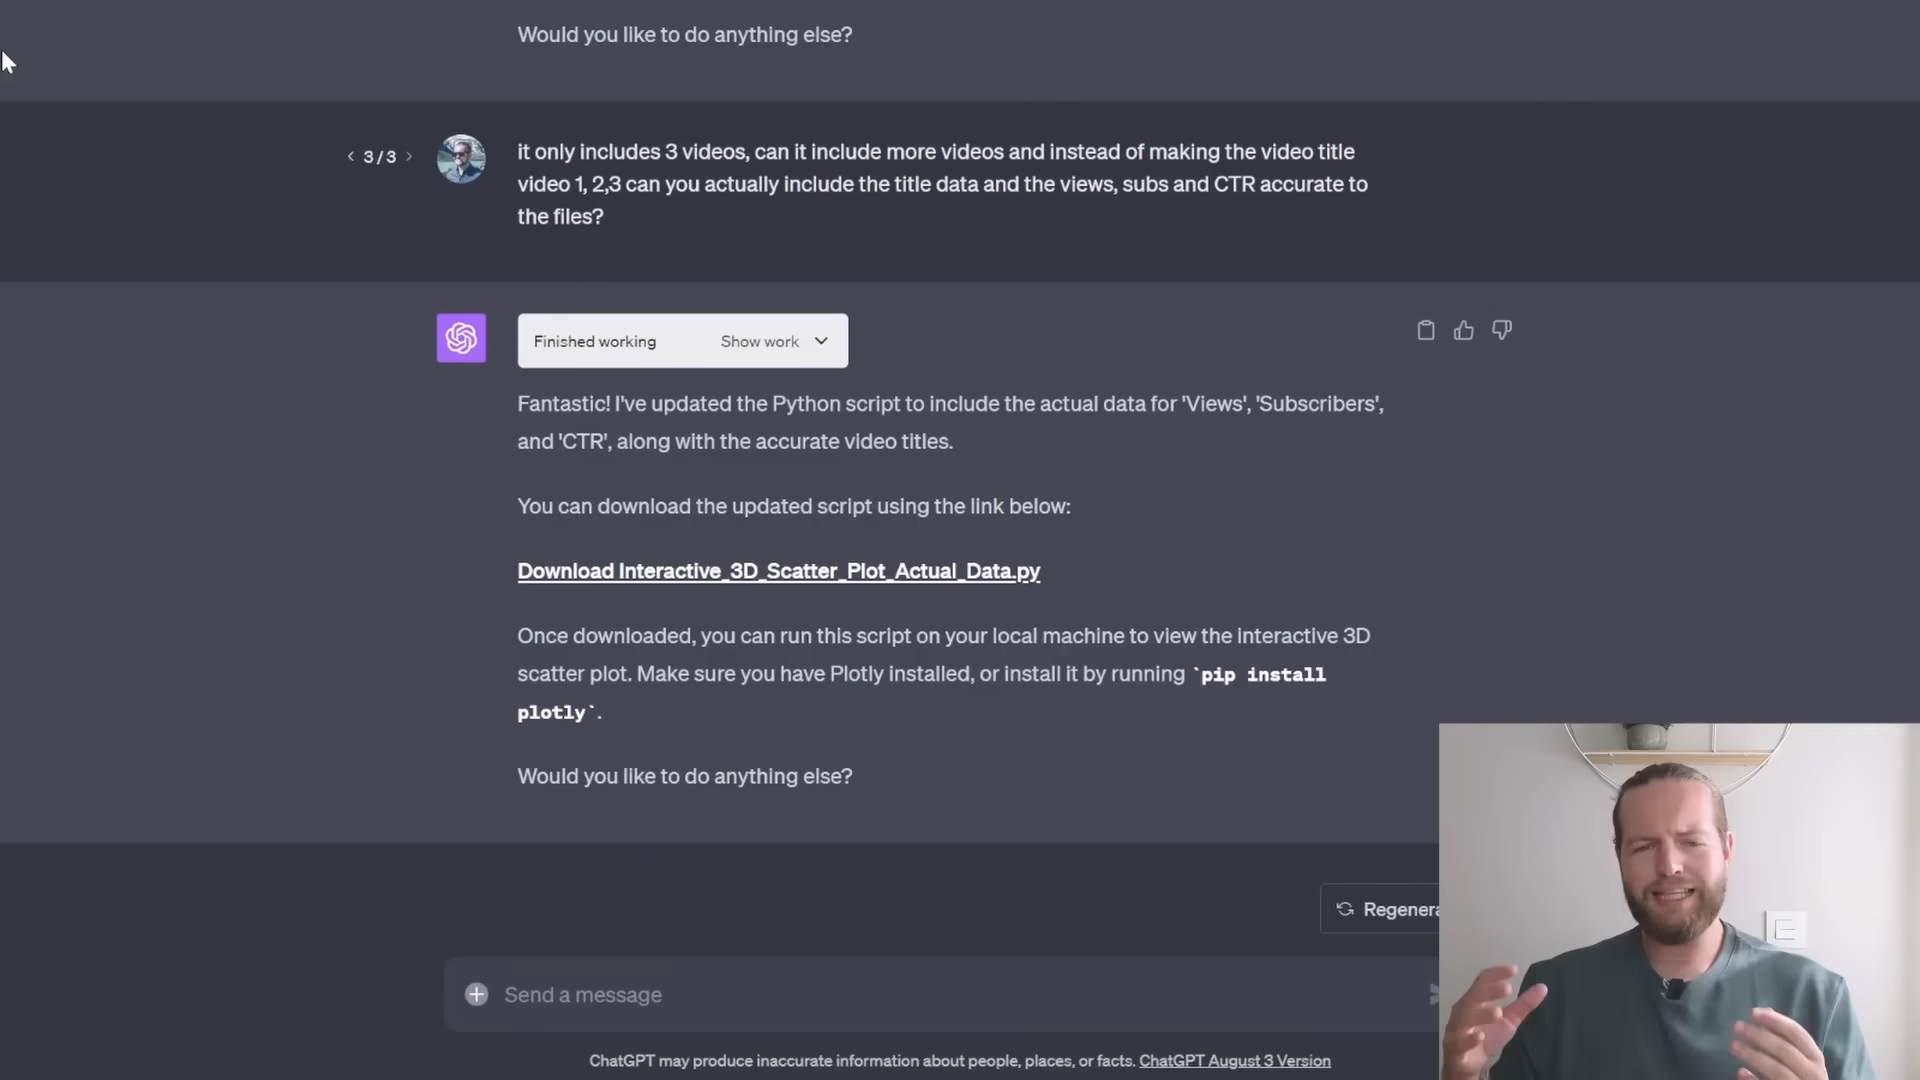 Would you like to do anything else?
< 3/3 >
it only includes 3 videos, can it include more videos and instead of making the video title
video 1, 2,3 can you actually include the title data and the views, subs and CTR accurate to
the files?
Finished working Show work
Fantastic! I've updated the Python script to include the actual data for 'Views', 'Subscribers',
and 'CTR', along with the accurate video titles.
You can download the updated script using the link below:
Download Interactive_3D_Scatter_Plot_Actual_Data.py
Once downloaded, you can run this script on your local machine to view the interactive 3D
scatter plot. Make sure you have Plotly installed, or install it by running `pip install
plotly`.
Would you like to do anything else?
Regenera
Send a message
ChatGPT may produce inaccurate information about people, places, or facts. ChatGPT August 3 Version